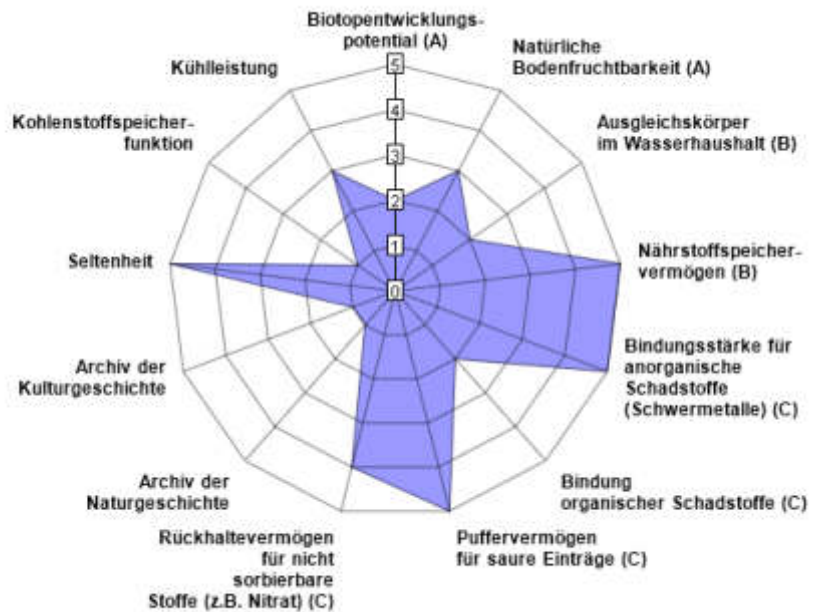 Biotopentwicklungs-
potential (A)
Natürliche
Bodenfruchtbarkeit (A)
Ausgleichskörper
im Wasserhaushalt (B)
Nährstoffspeicher-
vermögen (B)
Bindungsstärke für
anorganische
Schadstoffe
(Schwermetalle) (C)
Bindung
organischer Schadstoffe (C)
Puffervermögen
für saure Einträge (C)
Rückhaltevermögen
für nicht
sorbierbare
Stoffe (z.B. Nitrat) (C)
Archiv der
Naturgeschichte
Archiv der
Kulturgeschichte
Seltenheit
Kohlenstoffspeicher-
funktion
Kühlleistung
5
4
3
2
1
0